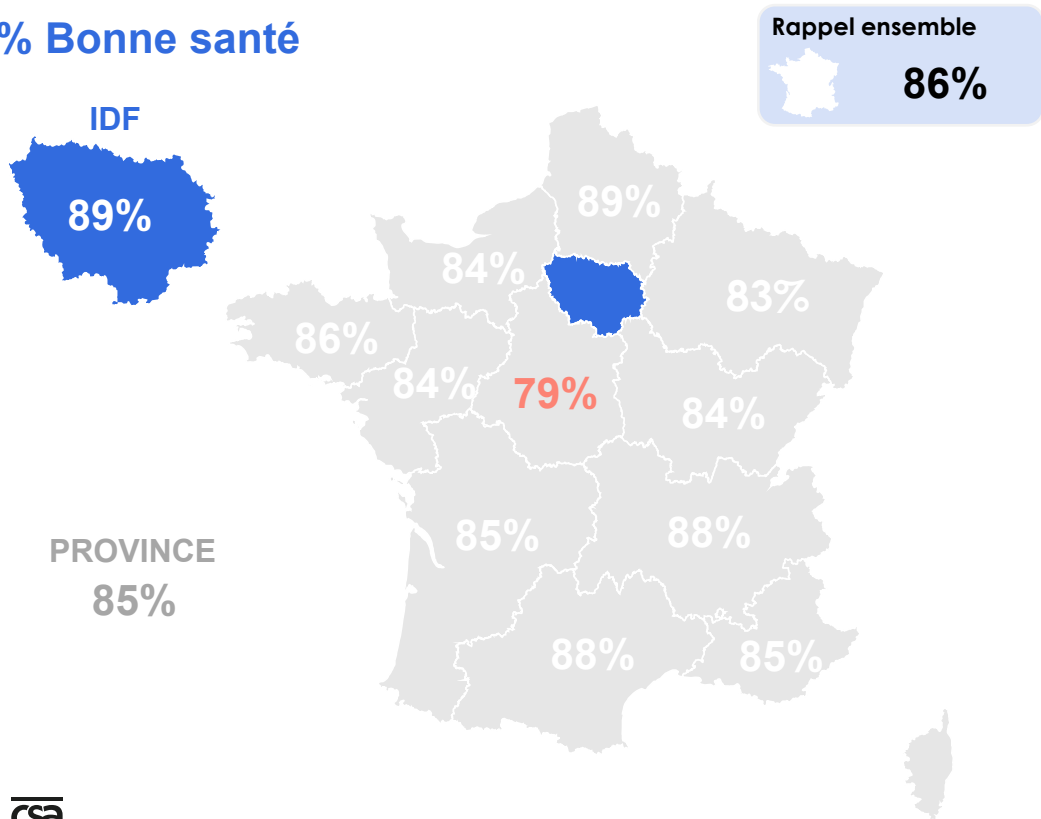 % Bonne santé
Rappel ensemble
86%
IDF
89%
89%
84%
83%
86%
84%
79%
84%
85%
88%
PROVINCE
85%
88%
85%
csa